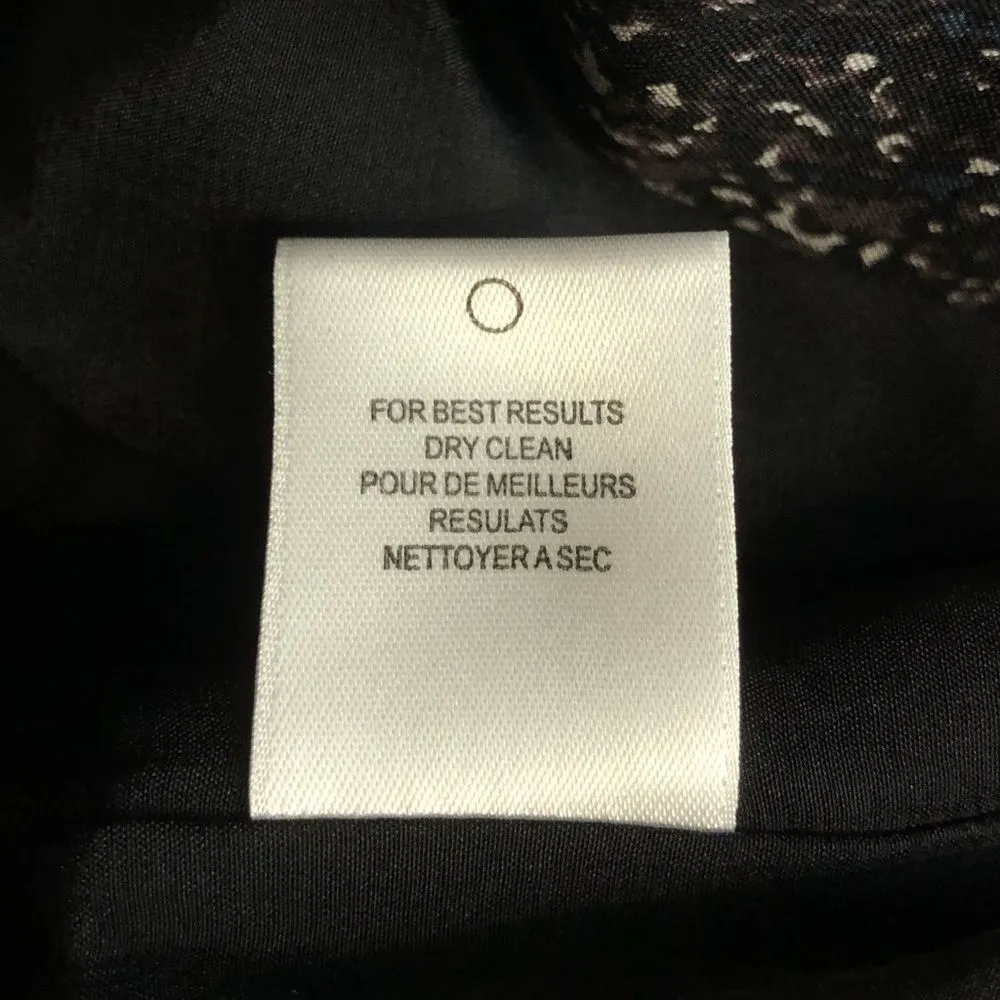 FOR BEST RESULTS
DRY CLEAN
POUR DE MEILLEURS
RESULATS
NETTOYER A SEC